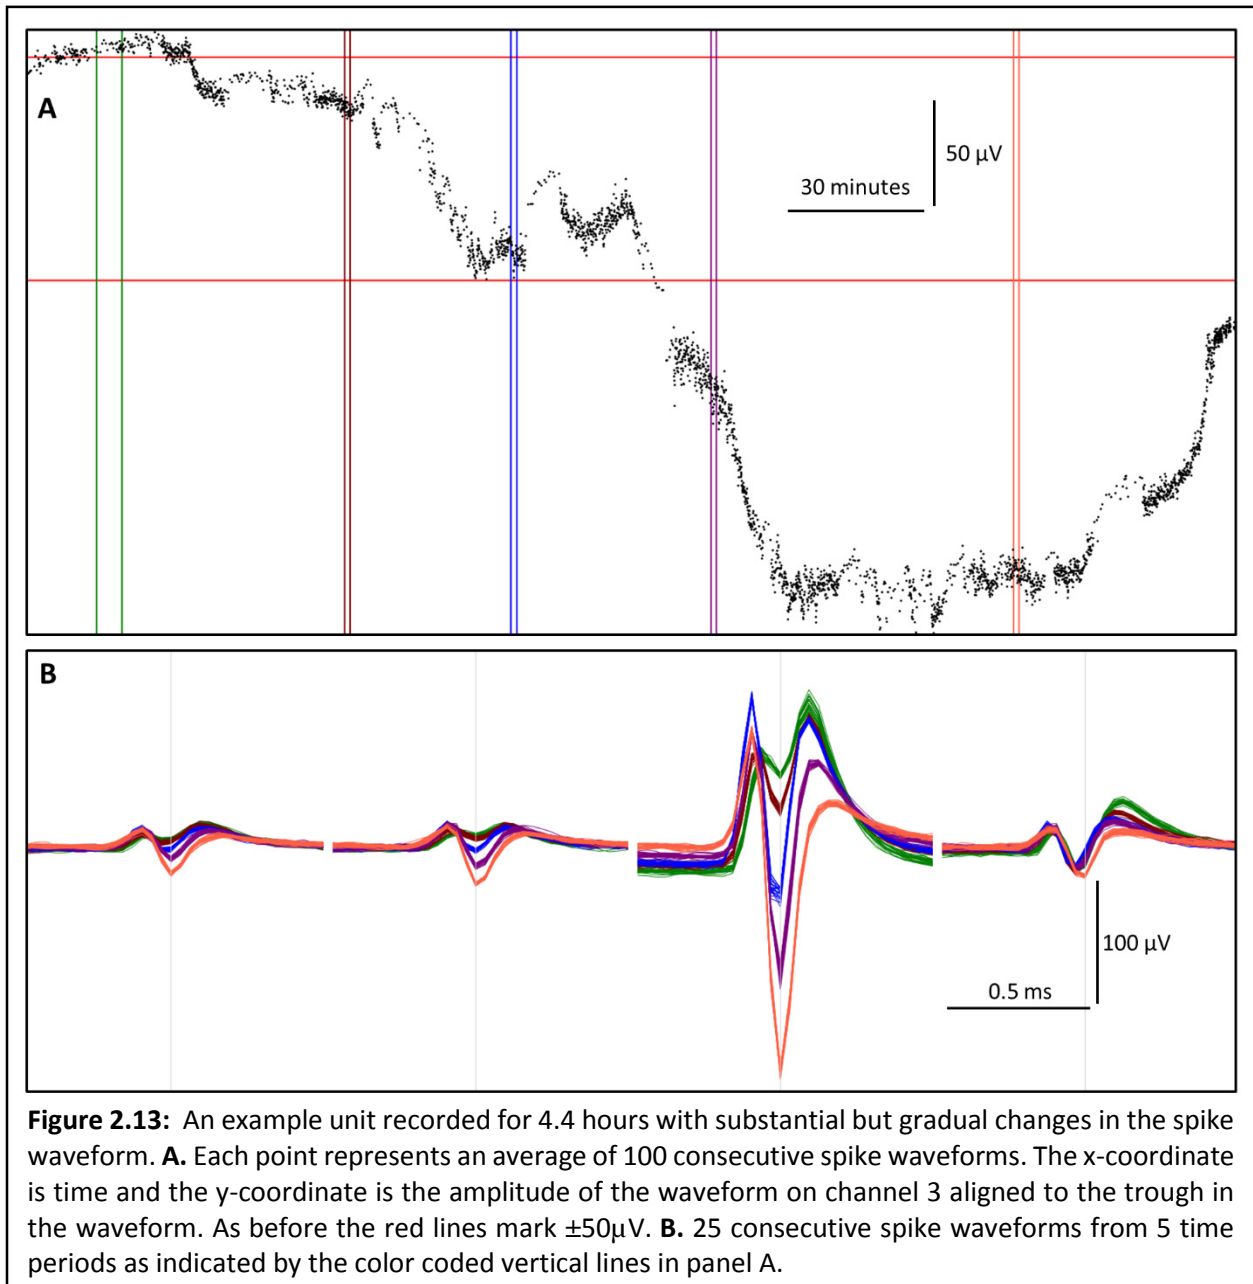 A
50 µV
30 minutes
B
100 µV
0.5 ms
Figure 2.13: An example unit recorded for 4.4 hours with substantial but gradual changes in the spike
waveform. A. Each point represents an average of 100 consecutive spike waveforms. The x-coordinate
is time and the y-coordinate is the amplitude of the waveform on channel 3 aligned to the trough in
the waveform. As before the red lines mark ±50µV. B. 25 consecutive spike waveforms from 5 time
periods as indicated by the color coded vertical lines in panel A.